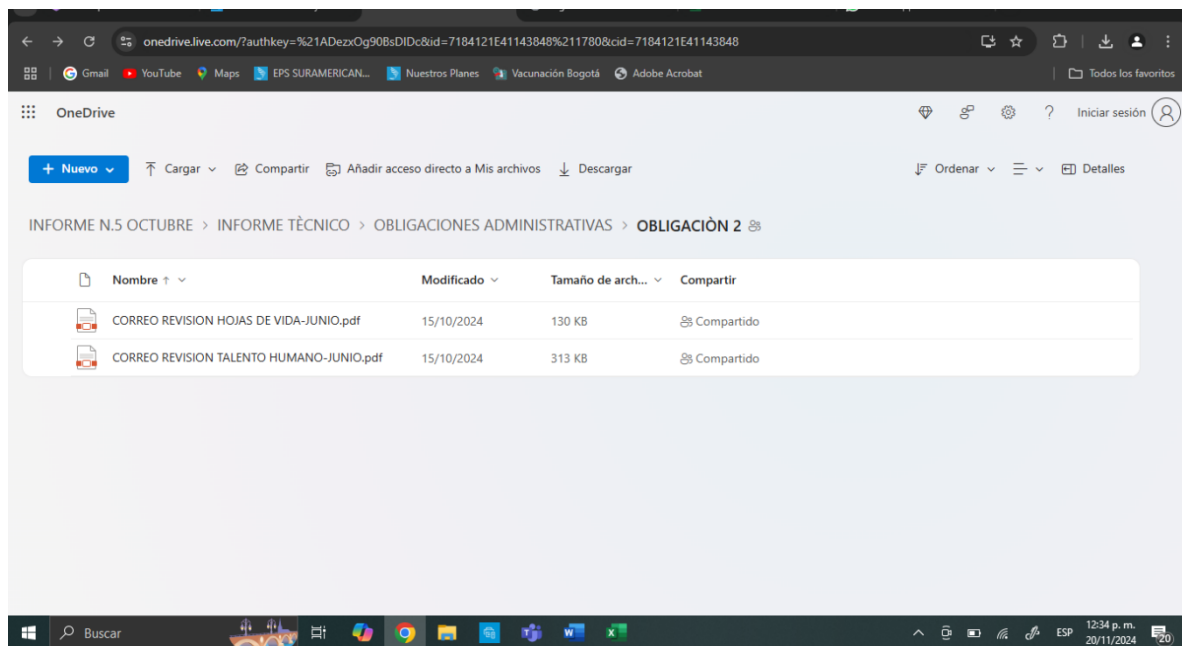 onedrive.live.com/?authkey=%21ADezxOg90BsDIDc&id=7184121E41143848%211780&cid=7184121E41143848
Gmail YouTube Maps EPS SURAMERICAN... Nuestros Planes Vacunación Bogotá Adobe Acrobat Todos los favoritos
OneDrive Iniciar sesión
+ Nuevo Cargar Compartir Añadir acceso directo a Mis archivos Descargar Ordenar Detalles
INFORME N.5 OCTUBRE > INFORME TÈCNICO > OBLIGACIONES ADMINISTRATIVAS > OBLIGACIÒN 2
Nombre ↑ Modificado Tamaño de arch... Compartir
CORREO REVISION HOJAS DE VIDA-JUNIO.pdf 15/10/2024 130 KB Compartido
CORREO REVISION TALENTO HUMANO-JUNIO.pdf 15/10/2024 313 KB Compartido
Buscar ESP 12:34 p. m.
20/11/2024 20